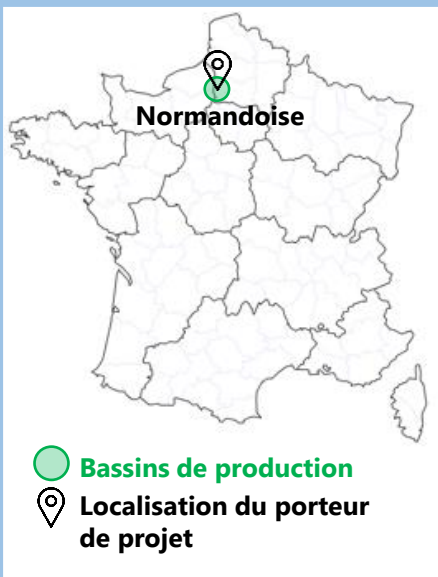 Normandoise
Bassins de production
Localisation du porteur
de projet